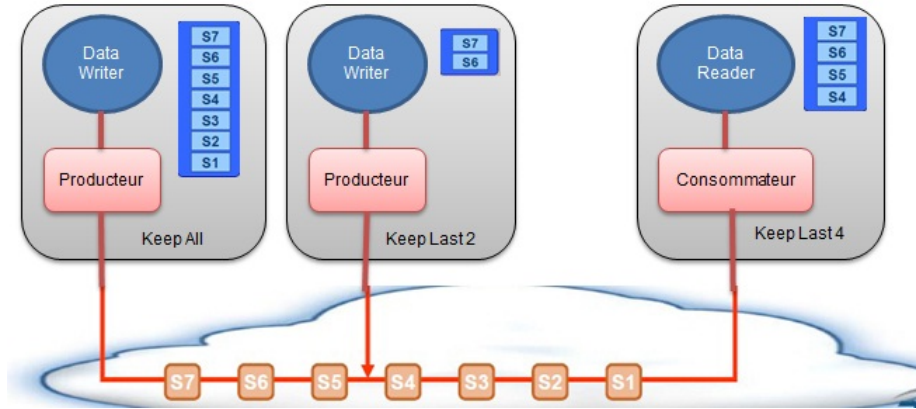 Data
Writer
S7
S6
S5
S4
S3
S2
S1
Producteur
Keep All
Data
Writer
S7
S6
Producteur
Keep Last 2
Data
Reader
S7
S6
S5
S4
Consommateur
Keep Last 4
S7 S6 S5 S4 S3 S2 S1